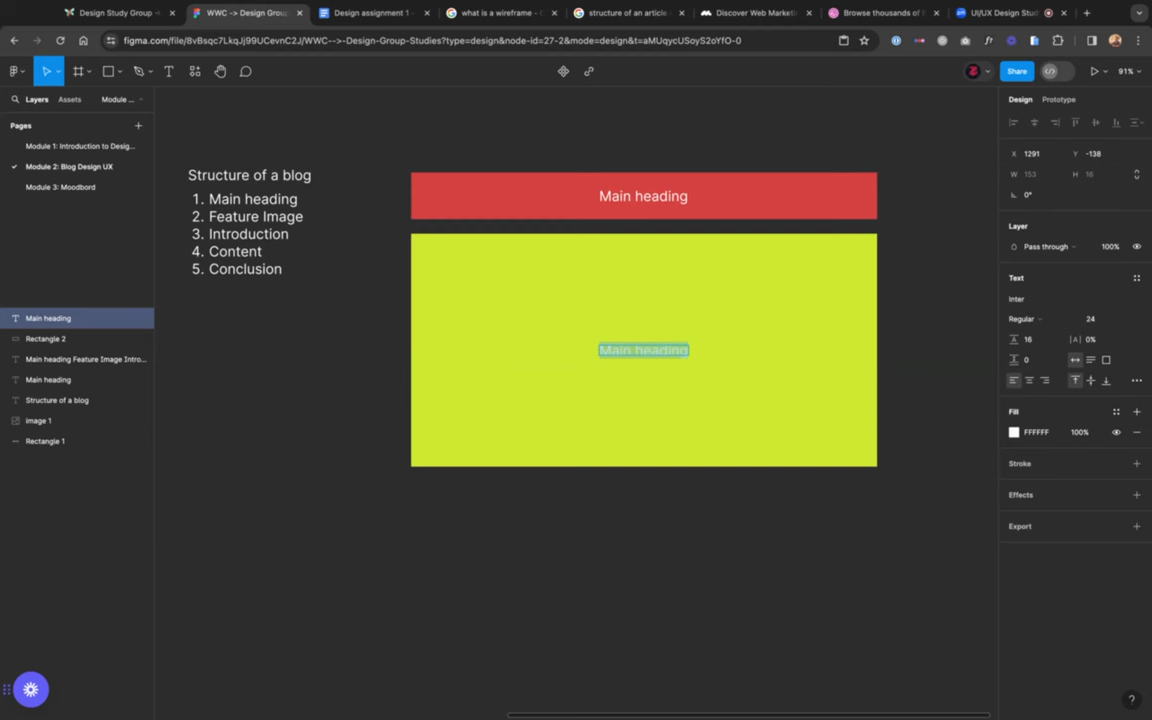 Design Study Group
WWC -> Design Grou
Design assignment 1
what is a wireframe -
structure of an article
Discover Web Marketi
Browse thousands of
UI/UX Design Stud
figma.com/file/8vBsqc7LkqJj99UCevnC2J/WWC-->-Design-Group-Studies?type=design&node-id=27-2&mode=design&t=aMUqycUSoyS2oYfO-0
Share
91%
Layers
Assets
Module ...
Design
Prototype
Pages
Module 1: Introduction to Desig...
Module 2: Blog Design UX
Module 3: Moodbord
X 1291
Y -138
W 153
H 16
0°
Structure of a blog
1. Main heading
2. Feature Image
3. Introduction
4. Content
5. Conclusion
Main heading
Main heading
Layer
Pass through
100%
Text
Inter
Regular
24
16
|A| 0%
0
Fill
FFFFFF
100%
Stroke
Effects
Export
Main heading
Rectangle 2
Main heading Feature Image Intro...
Main heading
Structure of a blog
image 1
Rectangle 1
?